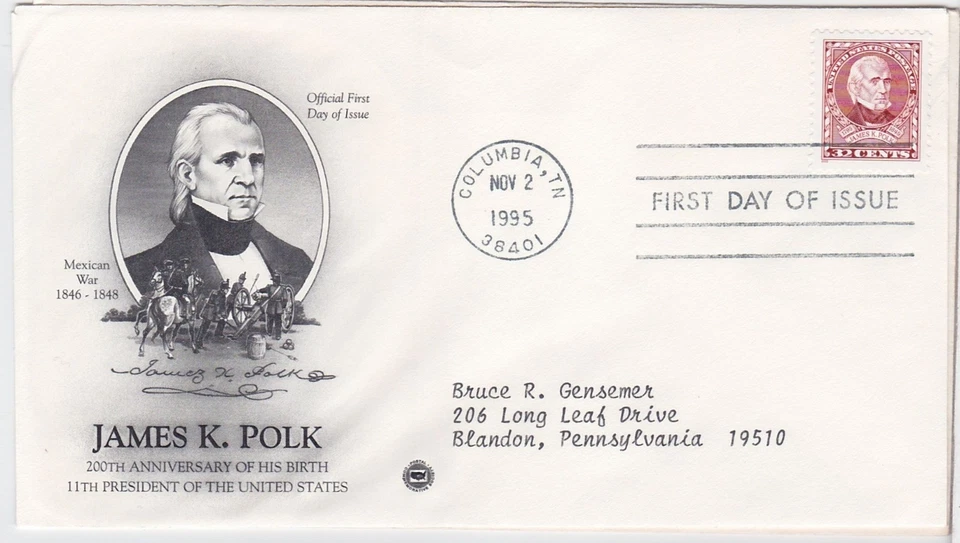 Official First
Day of Issue
Mexican
War
1846 - 1848
James K. Polk
JAMES K. POLK
200TH ANNIVERSARY OF HIS BIRTH
11TH PRESIDENT OF THE UNITED STATES
COLUMBIA, TN
NOV 2
1995
38401
UNITED STATES POSTAGE
JAMES K. POLK
32 CENTS
FIRST DAY OF ISSUE
Bruce R. Gensemer
206 Long Leaf Drive
Blandon, Pennsylvania 19510